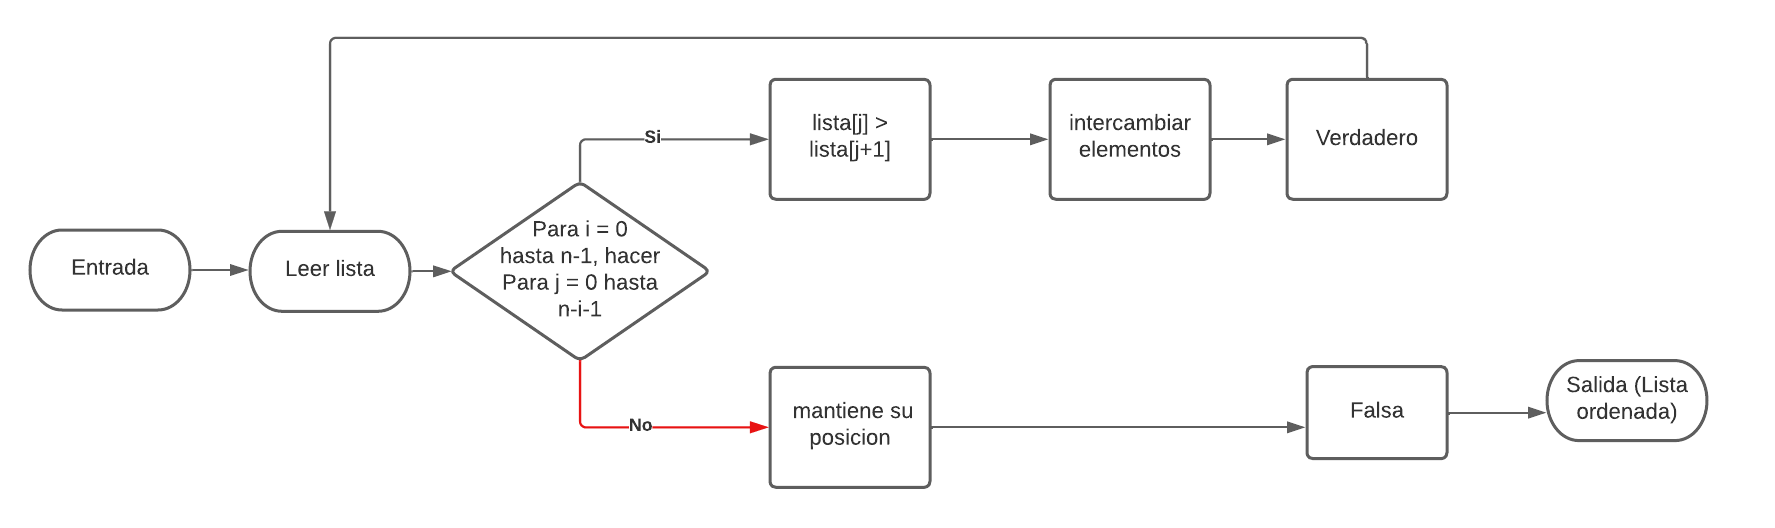 Entrada
Leer lista
Para i = 0
hasta n-1, hacer
Para j = 0 hasta
n-i-1
Si
lista[j] >
lista[j+1]
intercambiar
elementos
Verdadero
No
mantiene su
posicion
Falsa
Salida (Lista
ordenada)